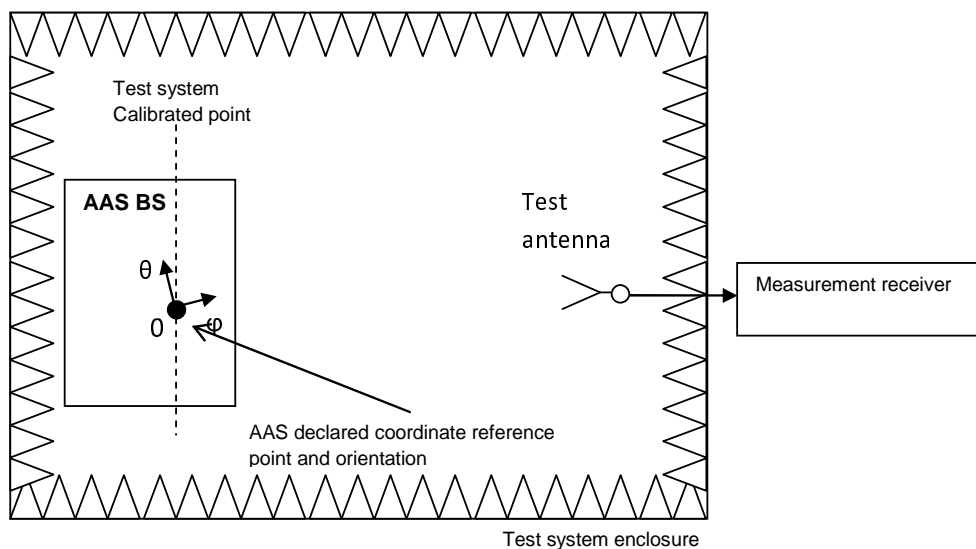 Test system
Calibrated point
AAS BS
Test
antenna
θ
0
φ
Measurement receiver
AAS declared coordinate reference
point and orientation
Test system enclosure